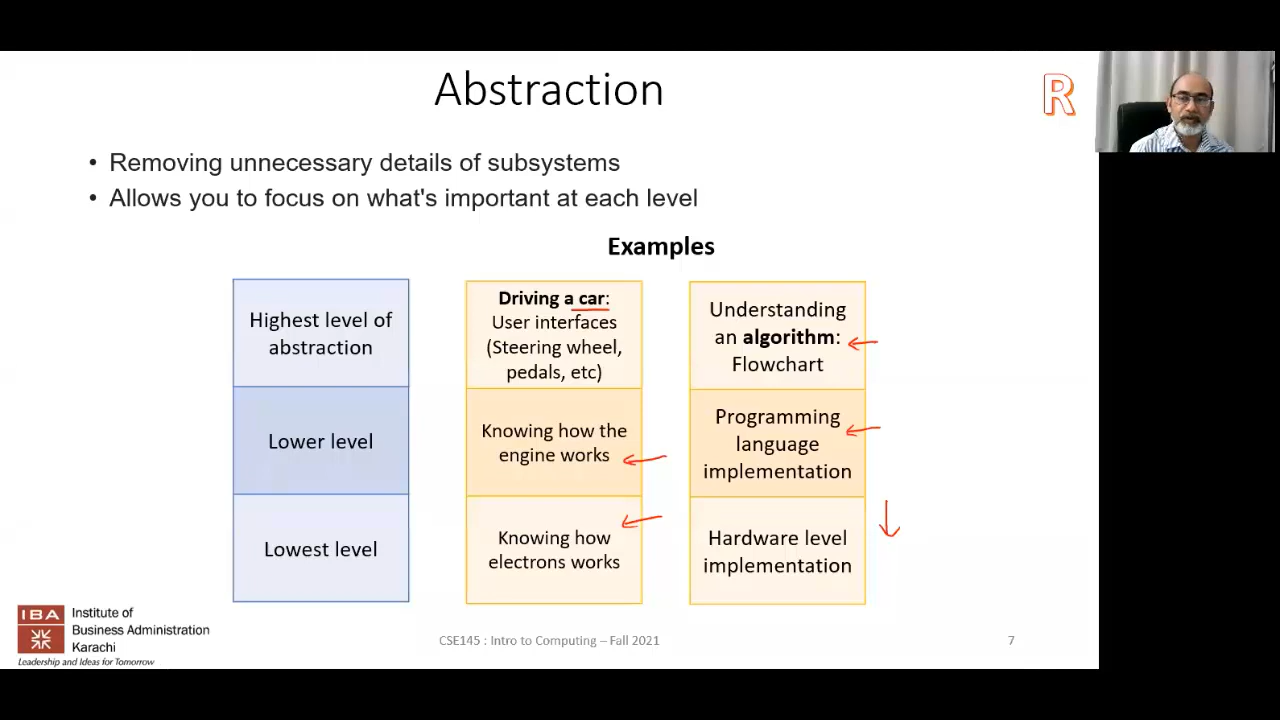 Abstraction
R
• Removing unnecessary details of subsystems
• Allows you to focus on what's important at each level
Examples
Highest level of
abstraction
Driving a car:
User interfaces
(Steering wheel,
pedals, etc)
Understanding
an algorithm:
Flowchart
Lower level
Knowing how the
engine works
Programming
language
implementation
Lowest level
Knowing how
electrons works
Hardware level
implementation
IBA
Institute of
Business Administration
Karachi
Leadership and Ideas for Tomorrow
CSE145 : Intro to Computing – Fall 2021
7